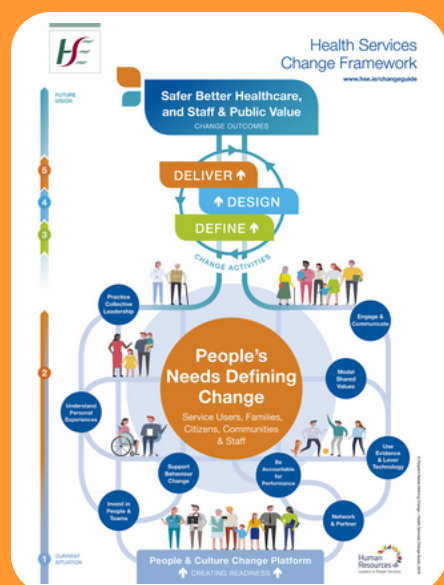 HE
Health Services
Change Framework
www.hse.ie/changeguide
FUTURE
VISION
Safer Better Healthcare,
and Staff & Public Value
CHANGE OUTCOMES
5
DELIVER
4
DESIGN
3
DEFINE
CHANGE ACTIVITIES
Practice
Collective
Leadership
Engage &
Communicate
People's
Needs Defining
Change
Service Users, Families,
Citizens, Communities
& Staff
Model
Shared
Values
2
Understand
Personal
Experiences
Use
Evidence
& Lever
Technology
Support
Behaviour
Change
Be
Accountable
for
Performance
Invest in
People &
Teams
Network
& Partner
People & Culture Change Platform
CREATING READINESS
1
CURRENT
SITUATION
Human
Resources